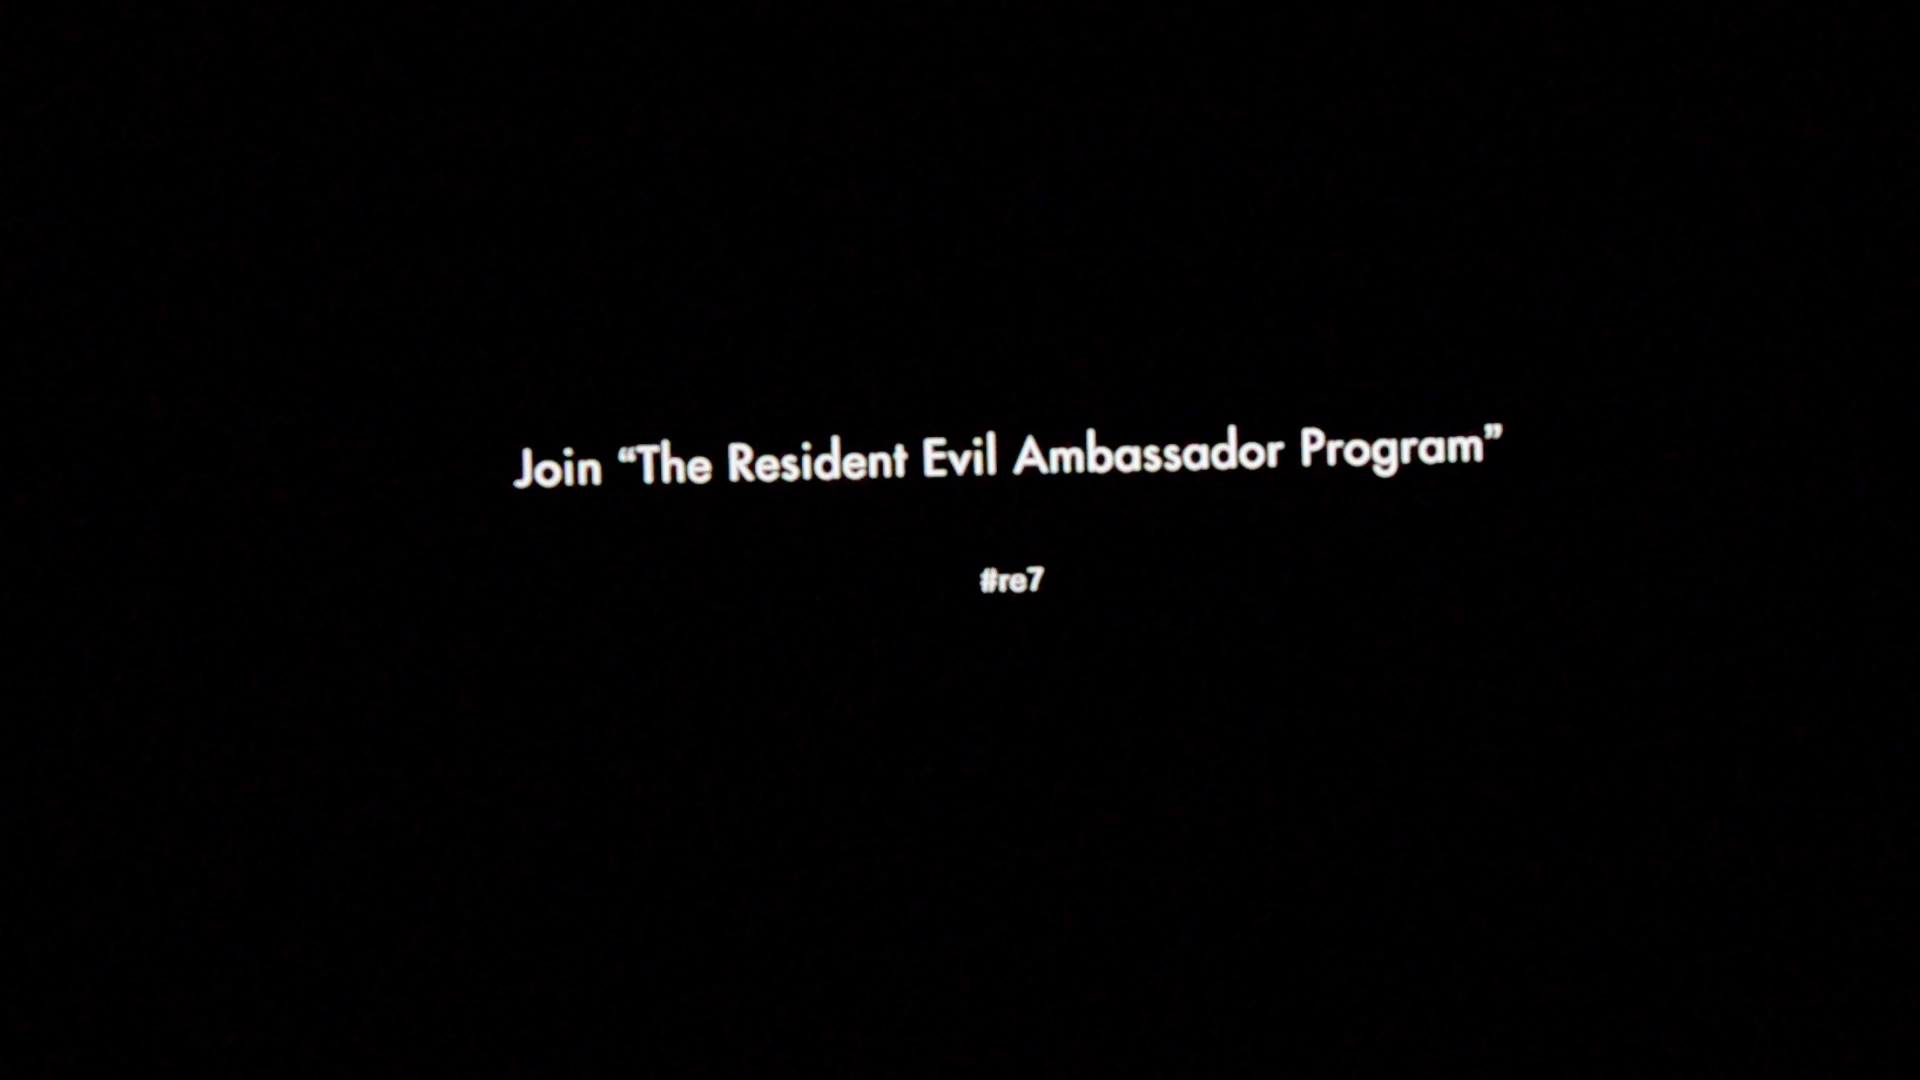 Join “The Resident Evil Ambassador Program”
#re7